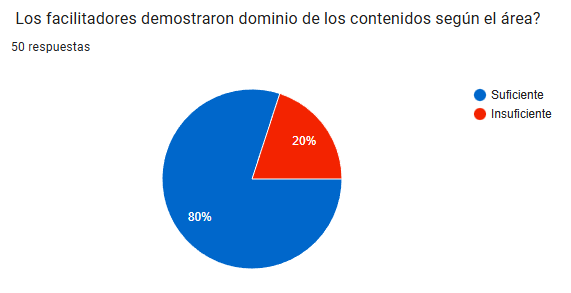 Los facilitadores demostraron dominio de los contenidos según el área?
50 respuestas
Suficiente
Insuficiente
20%
80%